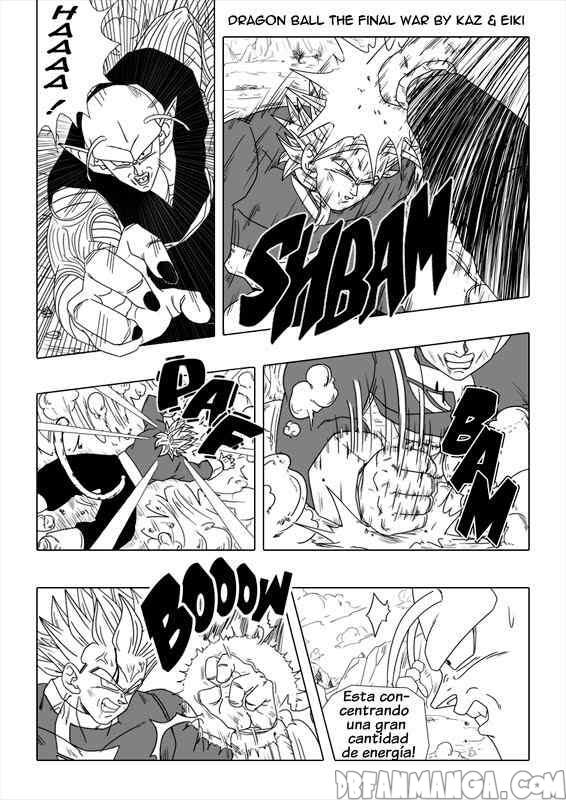 DRAGON BALL THE FINAL WAR BY KAZ & EIKI
HAAAA!
SHBAM
PAF
BAM
BOOOW
Esta con-
centrando
una gran
cantidad
de energía!
DBFANMANGA.COM